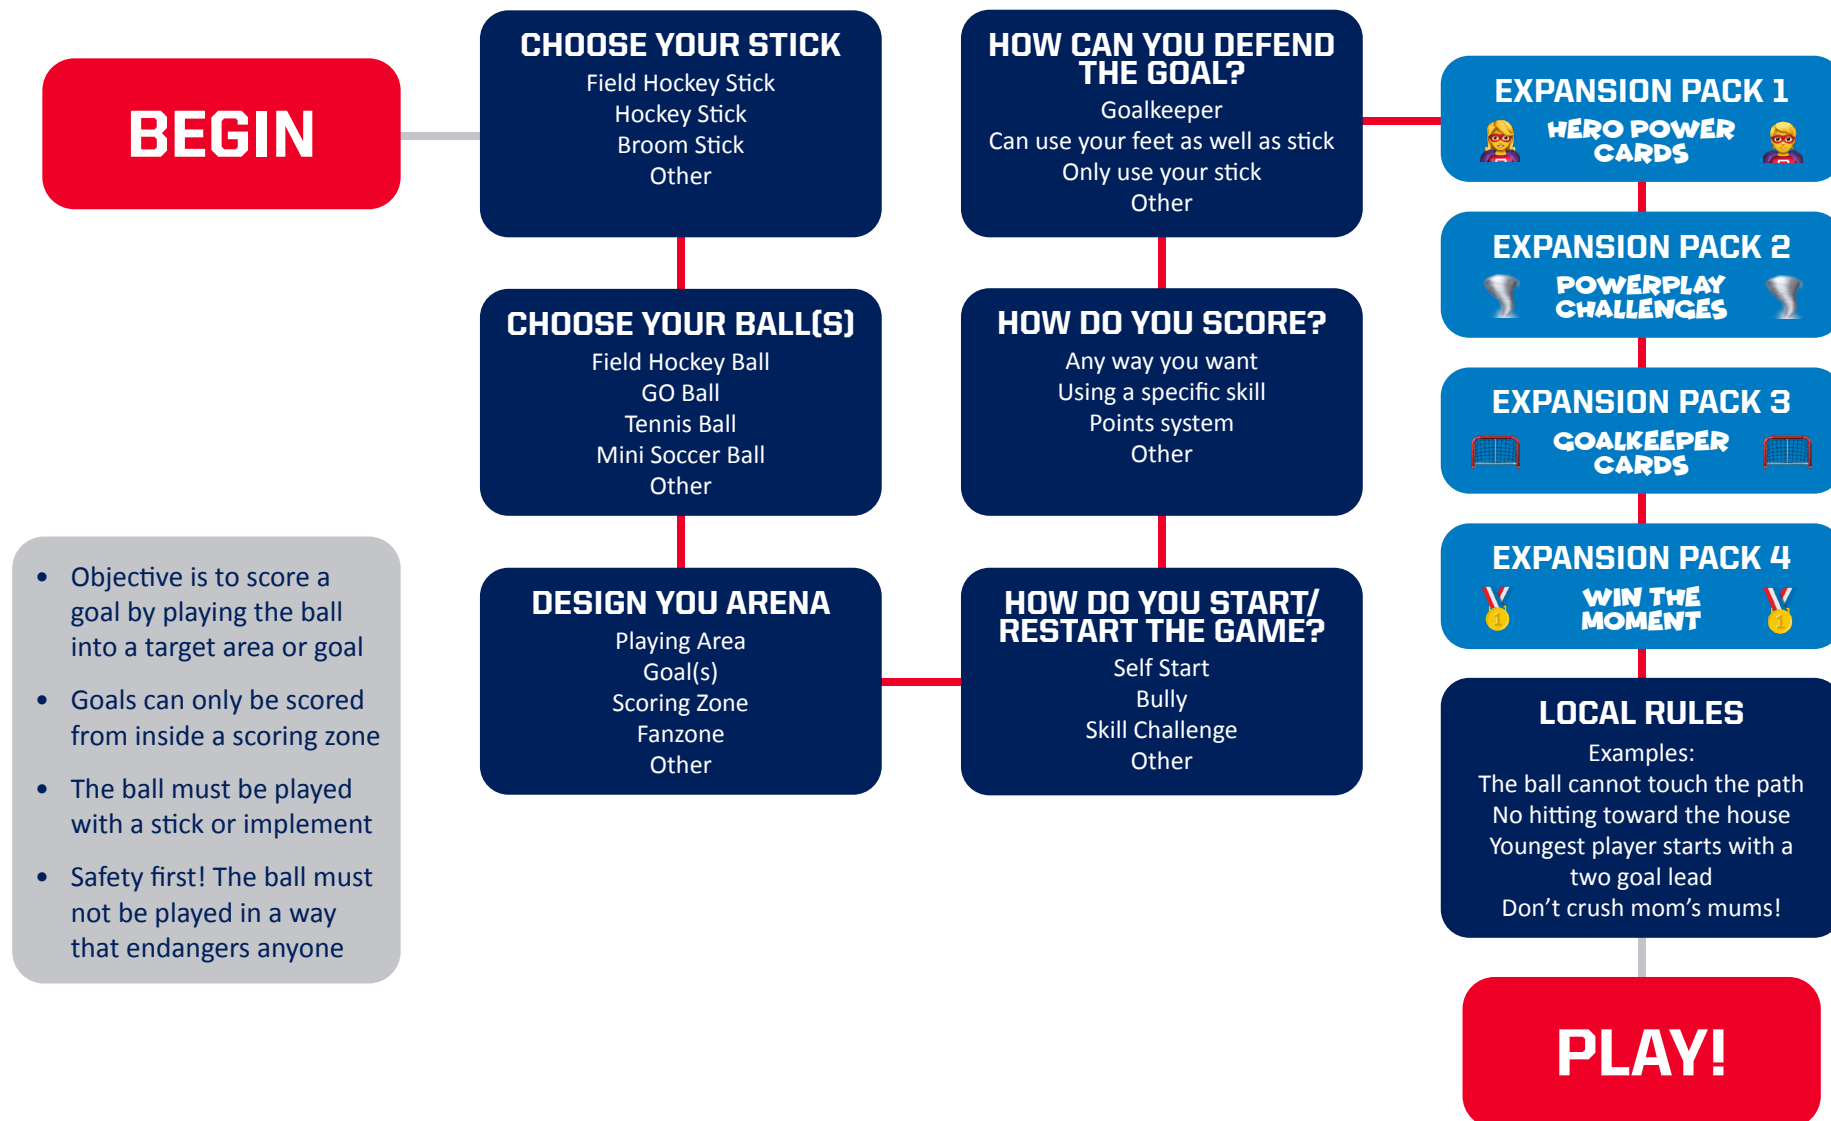 BEGIN
CHOOSE YOUR STICK
Field Hockey Stick
Hockey Stick
Broom Stick
Other
CHOOSE YOUR BALL(S)
Field Hockey Ball
GO Ball
Tennis Ball
Mini Soccer Ball
Other
DESIGN YOU ARENA
Playing Area
Goal(s)
Scoring Zone
Fanzone
Other
HOW DO YOU START/
RESTART THE GAME?
Self Start
Bully
Skill Challenge
Other
HOW DO YOU SCORE?
Any way you want
Using a specific skill
Points system
Other
HOW CAN YOU DEFEND
THE GOAL?
Goalkeeper
Can use your feet as well as stick
Only use your stick
Other
EXPANSION PACK 1
HERO POWER
CARDS
EXPANSION PACK 2
POWERPLAY
CHALLENGES
EXPANSION PACK 3
GOALKEEPER
CARDS
EXPANSION PACK 4
WIN THE
MOMENT
1
1
LOCAL RULES
Examples:
The ball cannot touch the path
No hitting toward the house
Youngest player starts with a
two goal lead
Don't crush mom's mums!
PLAY!
• Objective is to score a
goal by playing the ball
into a target area or goal
• Goals can only be scored
from inside a scoring zone
• The ball must be played
with a stick or implement
• Safety first! The ball must
not be played in a way
that endangers anyone